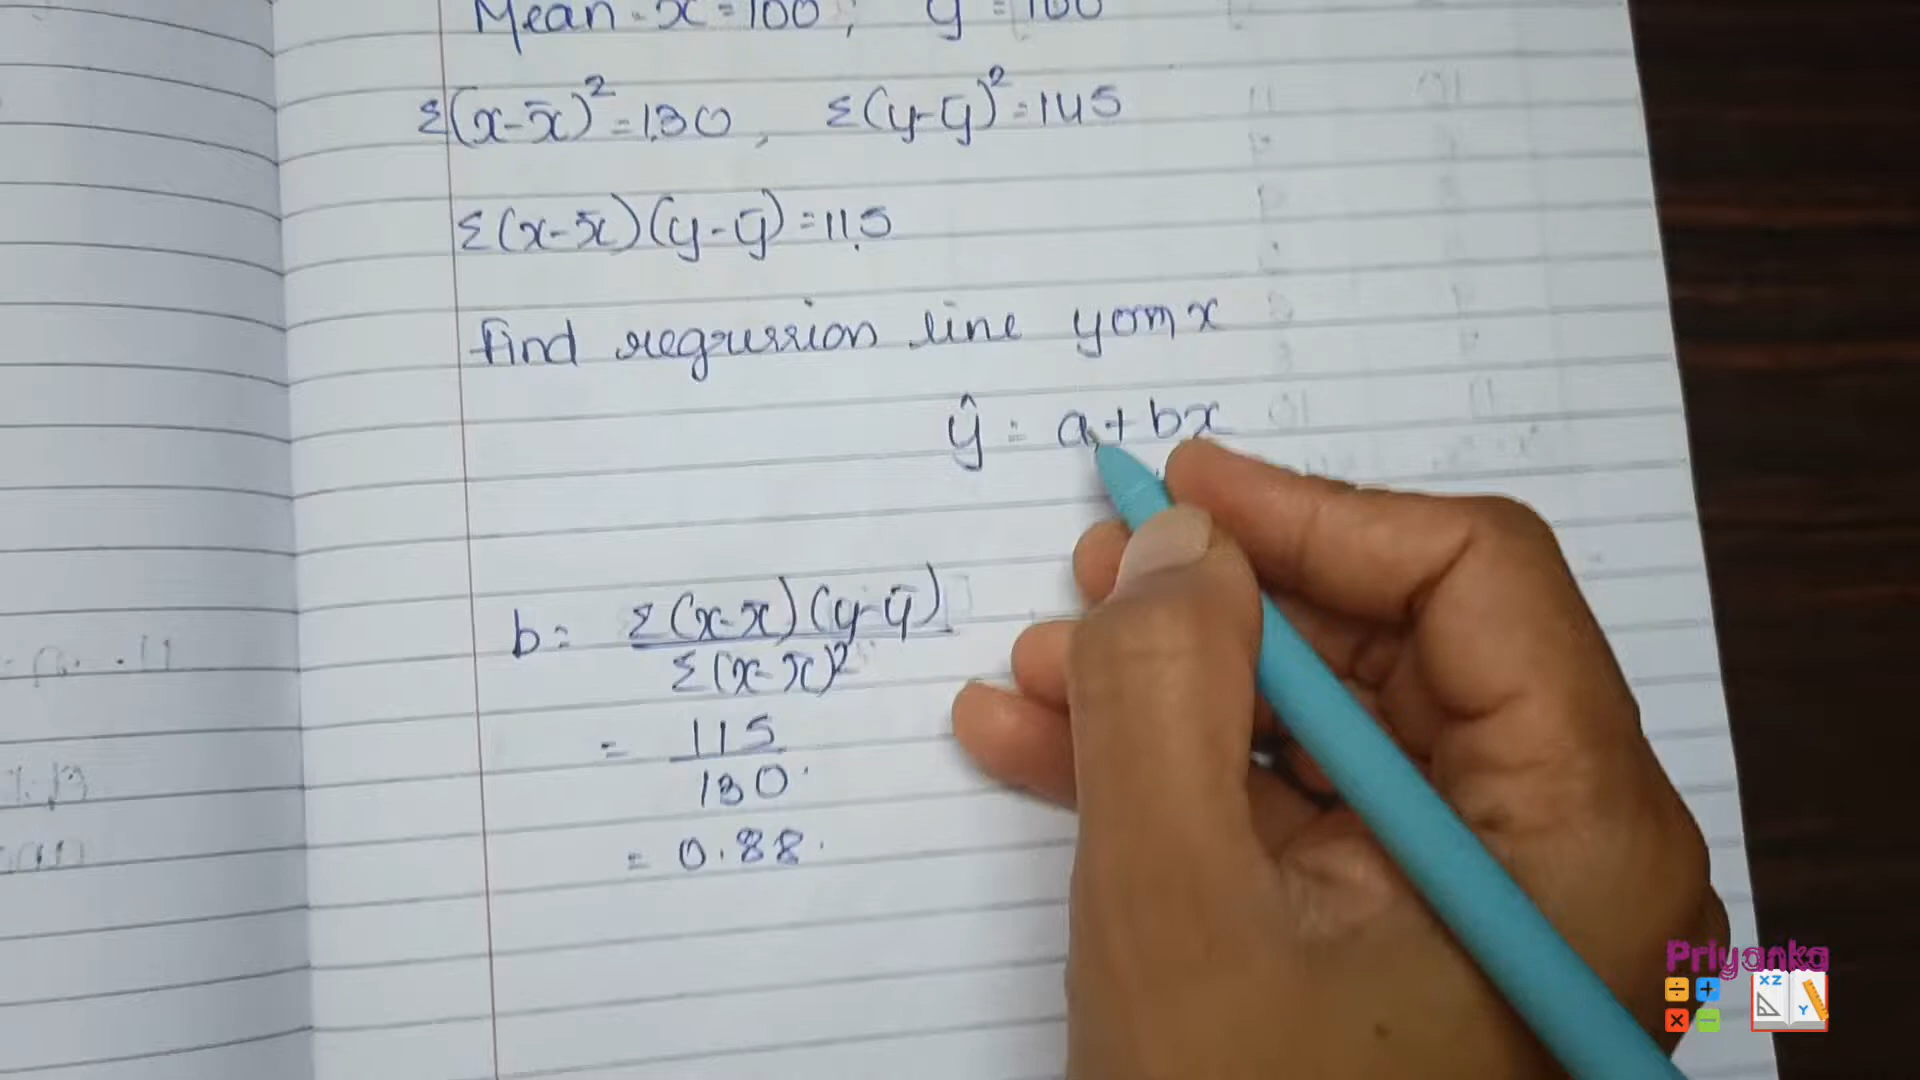 Mean - x̄ = 100 ; ȳ = 100
Σ(x-x̄)² = 130 , Σ(y-ȳ)² = 145
Σ(x-x̄)(y-ȳ) = 115
find regression line y on x
ŷ = a + bx
b = Σ(x-x̄)(y-ȳ)
Σ(x-x̄)²
= 115
130.
= 0.88.
Priyanka
XZ
Y